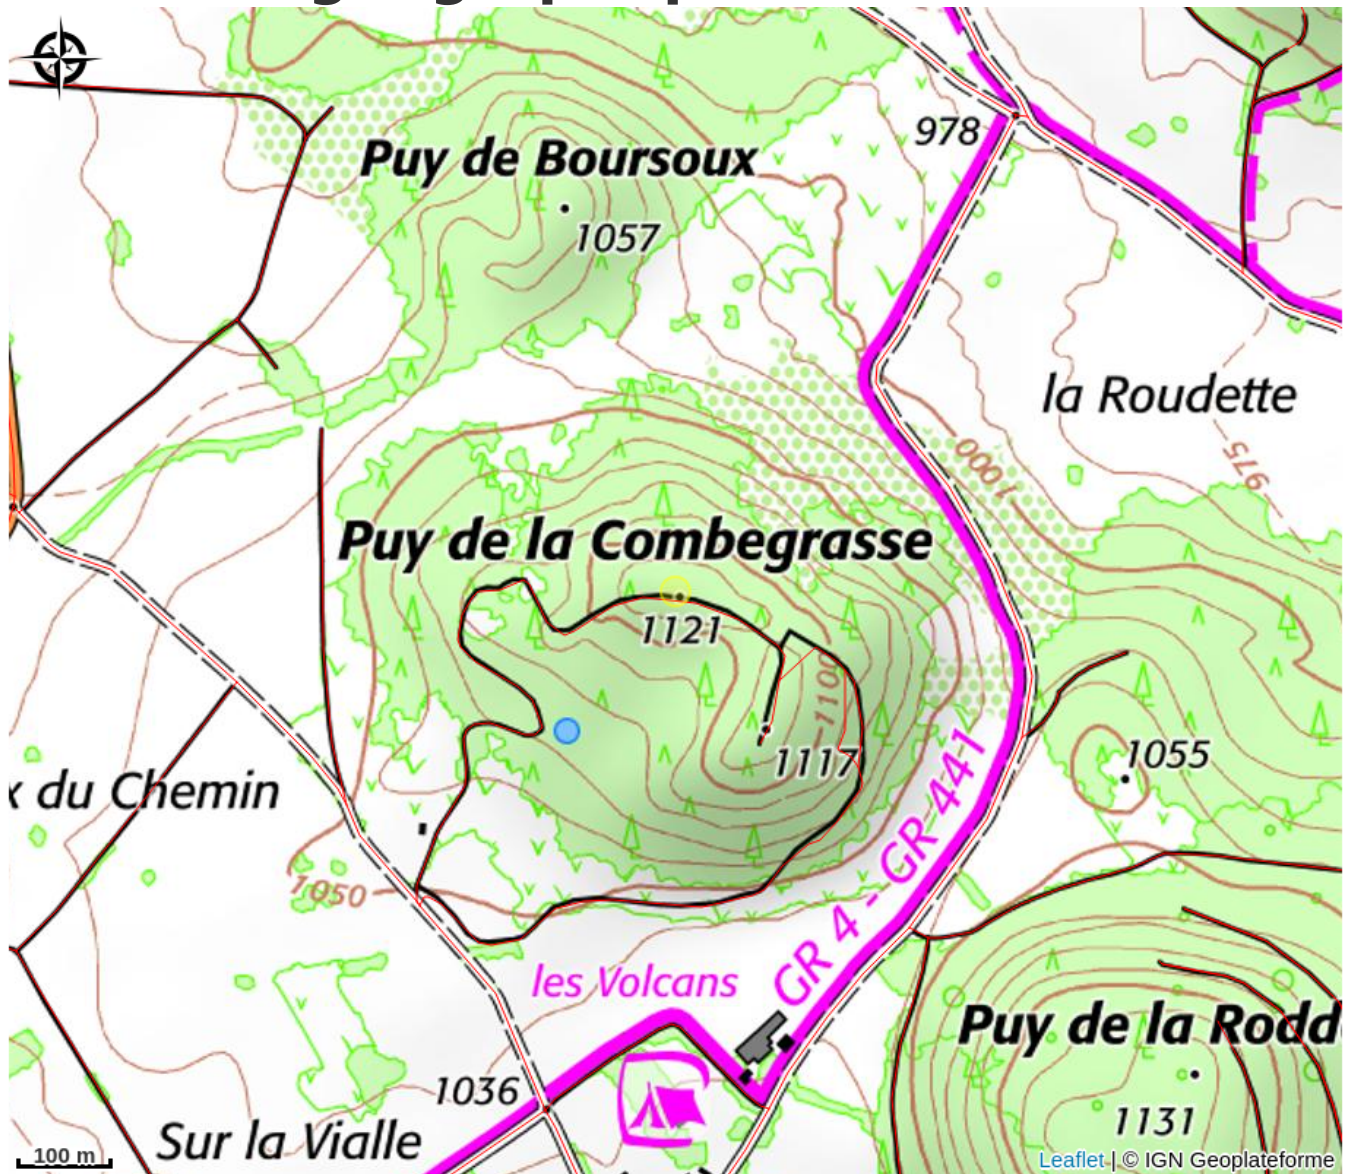 978
Puy de Boursoux
1057
la Roudette
1000
975
Puy de la Combegrasse
1121
1100
1117
1055
x du Chemin
GR 4 - GR 441
1050
les Volcans
Puy de la Rodd
1036
1131
Sur la Vialle
100 m
Leaflet | © IGN Geoplateforme